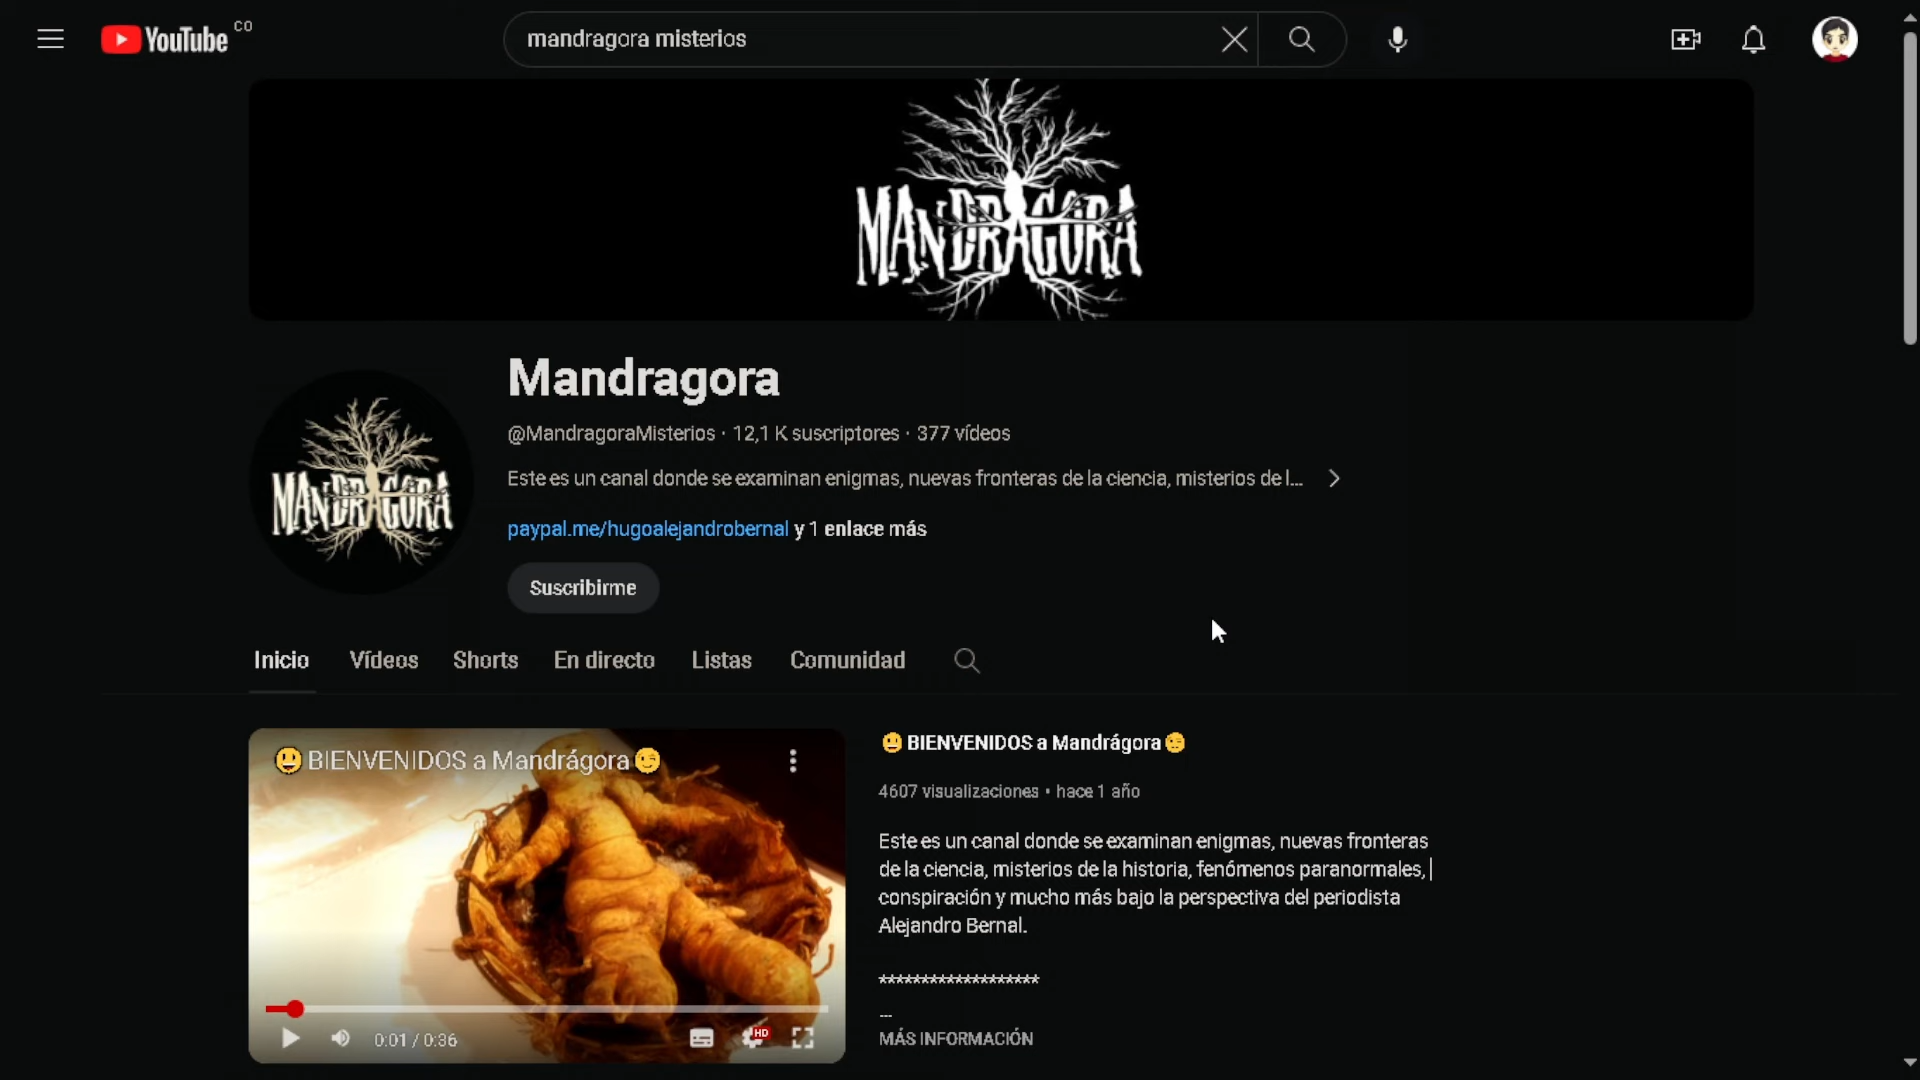 YouTube CO
mandragora misterios
MANDRAGORA
Mandragora
@MandragoraMisterios · 12,1 K suscriptores · 377 vídeos
Este es un canal donde se examinan enigmas, nuevas fronteras de la ciencia, misterios de l...
paypal.me/hugoalejandrobernal y 1 enlace más
Suscribirme
MANDRAGORA
Inicio Vídeos Shorts En directo Listas Comunidad
😃 BIENVENIDOS a Mandrágora 😉
0:01 / 0:36
HD
😃 BIENVENIDOS a Mandrágora 😉
4607 visualizaciones • hace 1 año
Este es un canal donde se examinan enigmas, nuevas fronteras
de la ciencia, misterios de la historia, fenómenos paranormales,
conspiración y mucho más bajo la perspectiva del periodista
Alejandro Bernal.
*******************
...
MÁS INFORMACIÓN